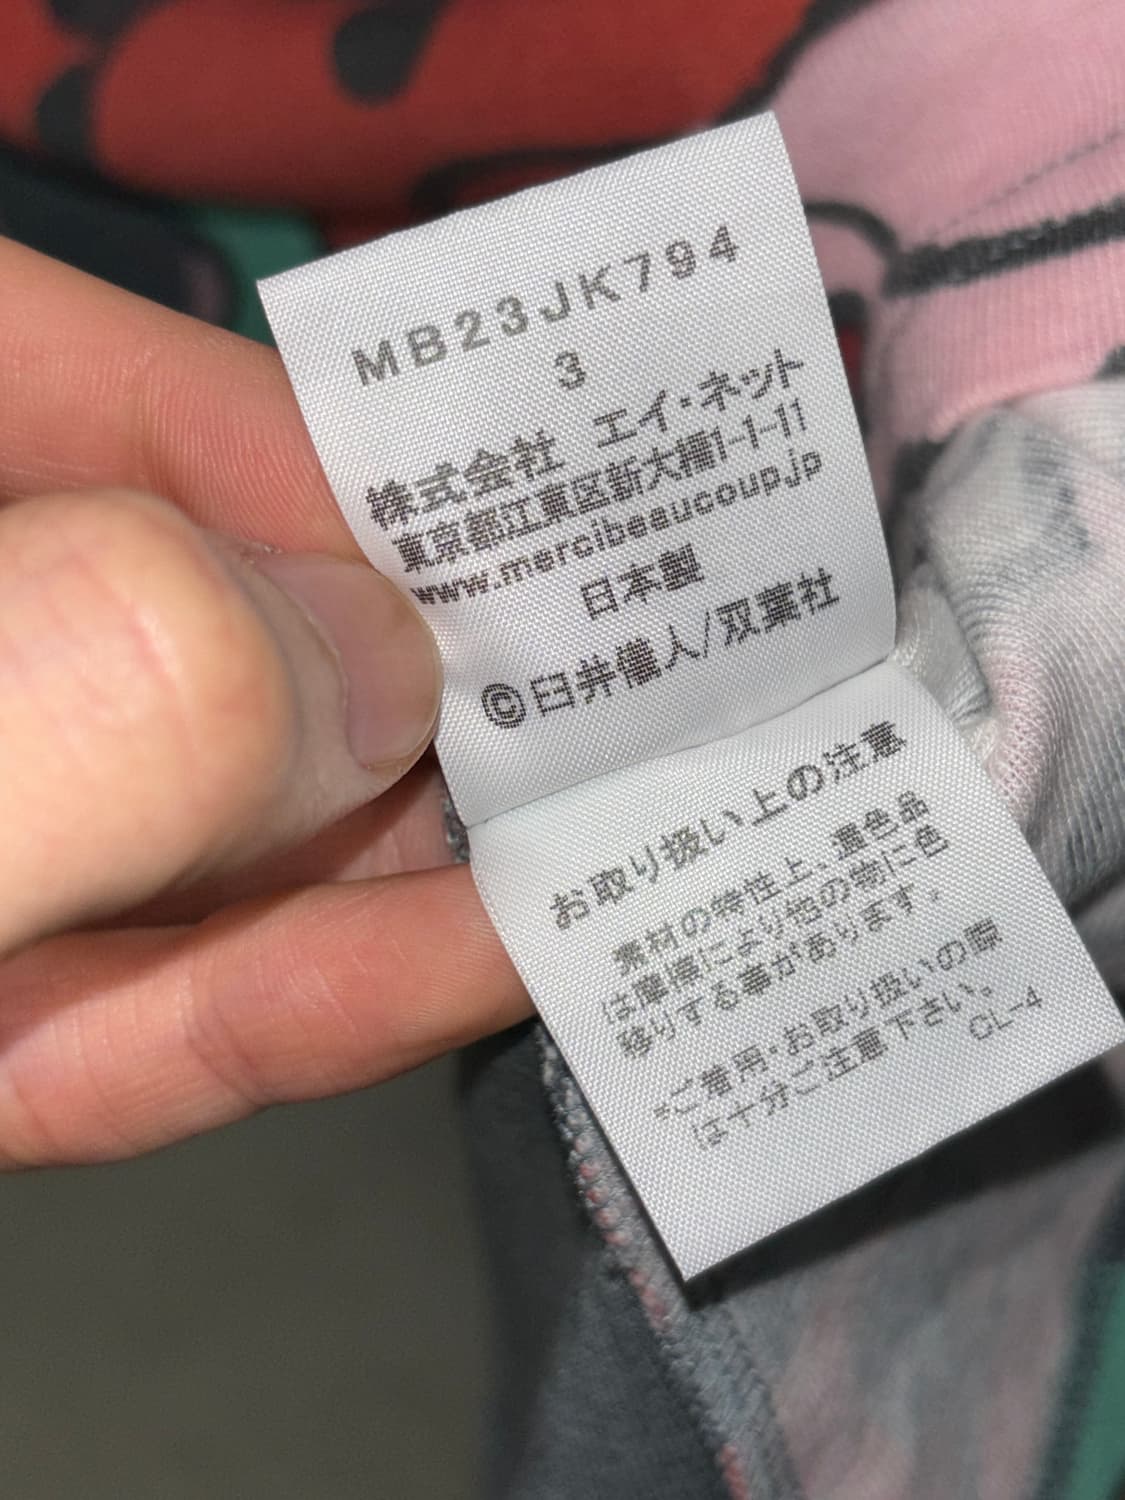 MB23JK794
3
株式会社 エイ・ネット
東京都江東区新大橋1-1-11
www.mercibeaucoup.jp
日本製
©臼井儀人/双葉社
お取り扱い上の注意
素材の特性上、濃色品
は摩擦により他の物に色
移りする事があります。
*ご着用・お取り扱いの際
は十分ご注意下さい。
CL-4